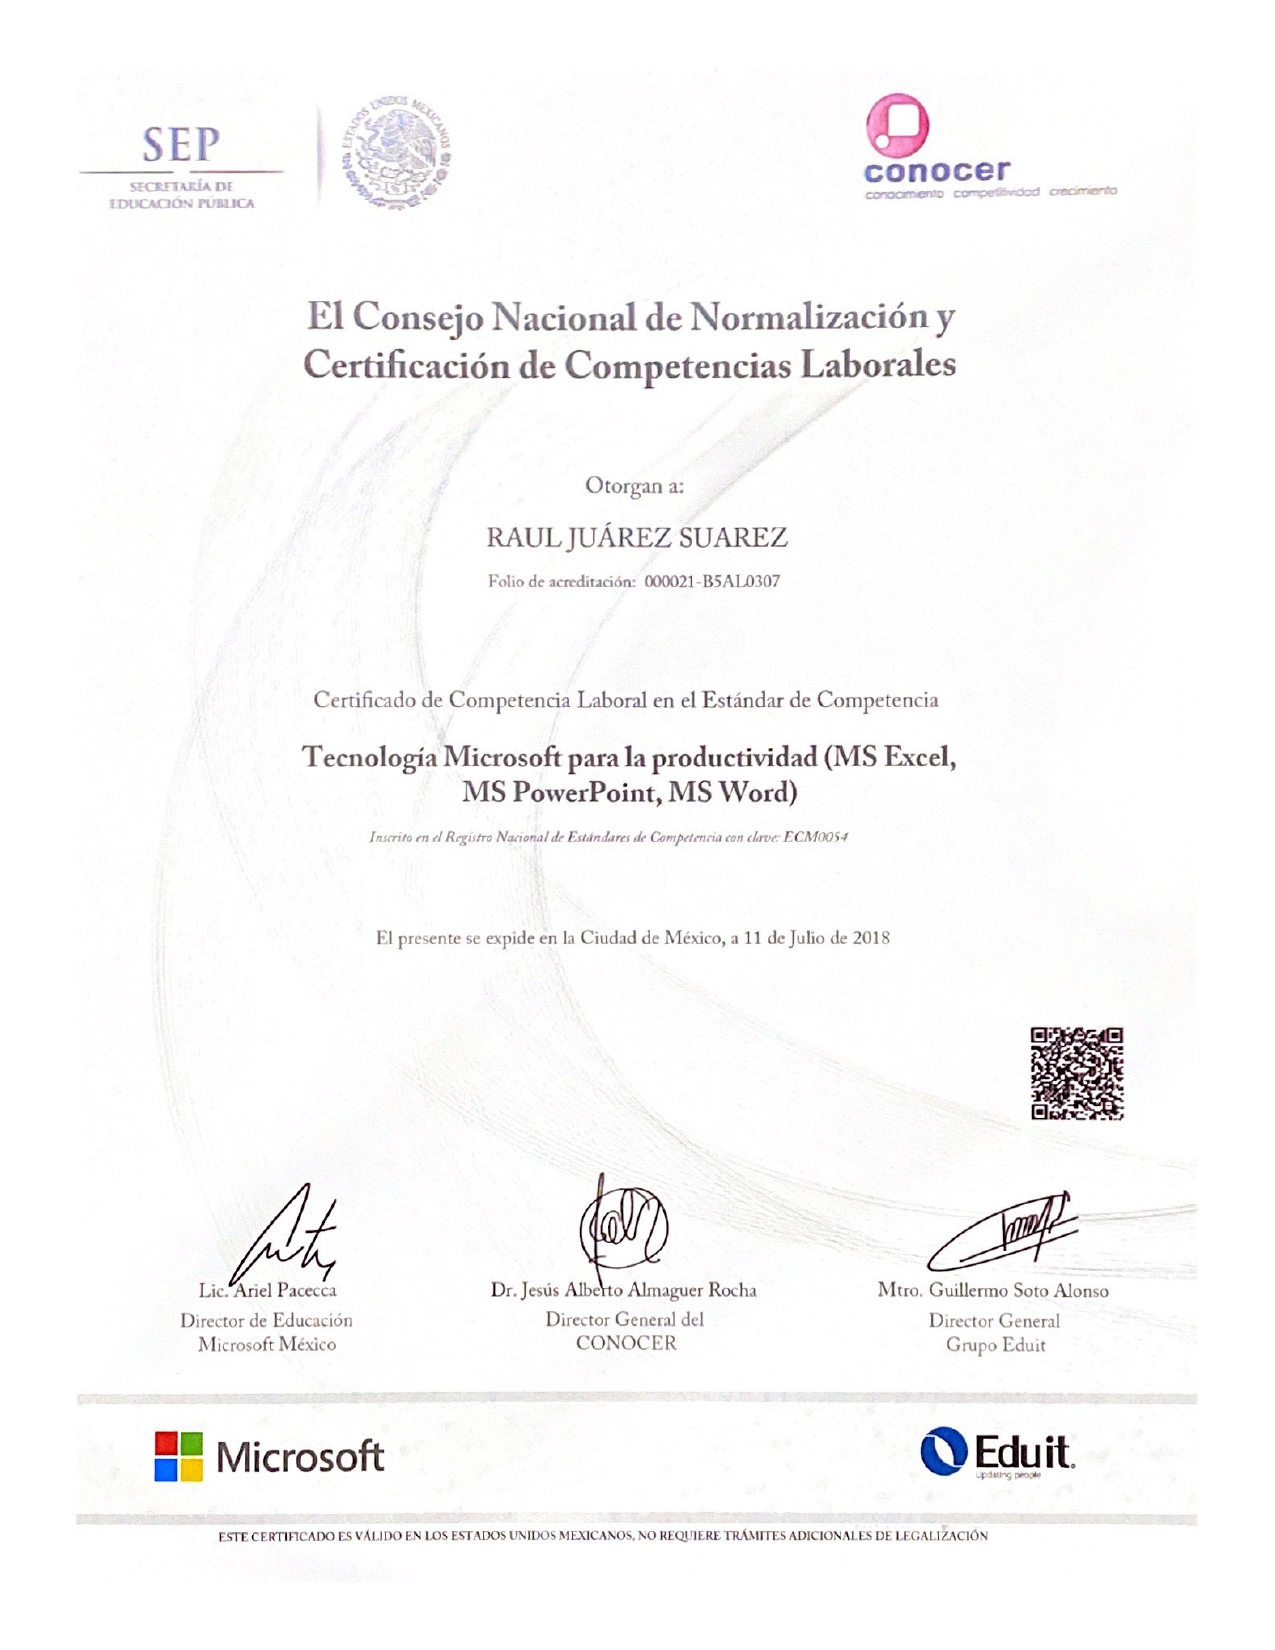 SEP
SECRETARÍA DE
EDUCACIÓN PÚBLICA
ESTADOS UNIDOS MEXICANOS
conocer
conocimiento competitividad crecimiento
El Consejo Nacional de Normalización y
Certificación de Competencias Laborales
Otorgan a:
RAUL JUÁREZ SUAREZ
Folio de acreditación: 000021-B5AL0307
Certificado de Competencia Laboral en el Estándar de Competencia
Tecnología Microsoft para la productividad (MS Excel,
MS PowerPoint, MS Word)
Inscrito en el Registro Nacional de Estándares de Competencia con clave: ECM0054
El presente se expide en la Ciudad de México, a 11 de Julio de 2018
Lic. Ariel Pacecca
Director de Educación
Microsoft México
Dr. Jesús Alberto Almaguer Rocha
Director General del
CONOCER
Mtro. Guillermo Soto Alonso
Director General
Grupo Eduit
Microsoft
Eduit.
Updating people
ESTE CERTIFICADO ES VÁLIDO EN LOS ESTADOS UNIDOS MEXICANOS, NO REQUIERE TRÁMITES ADICIONALES DE LEGALIZACIÓN